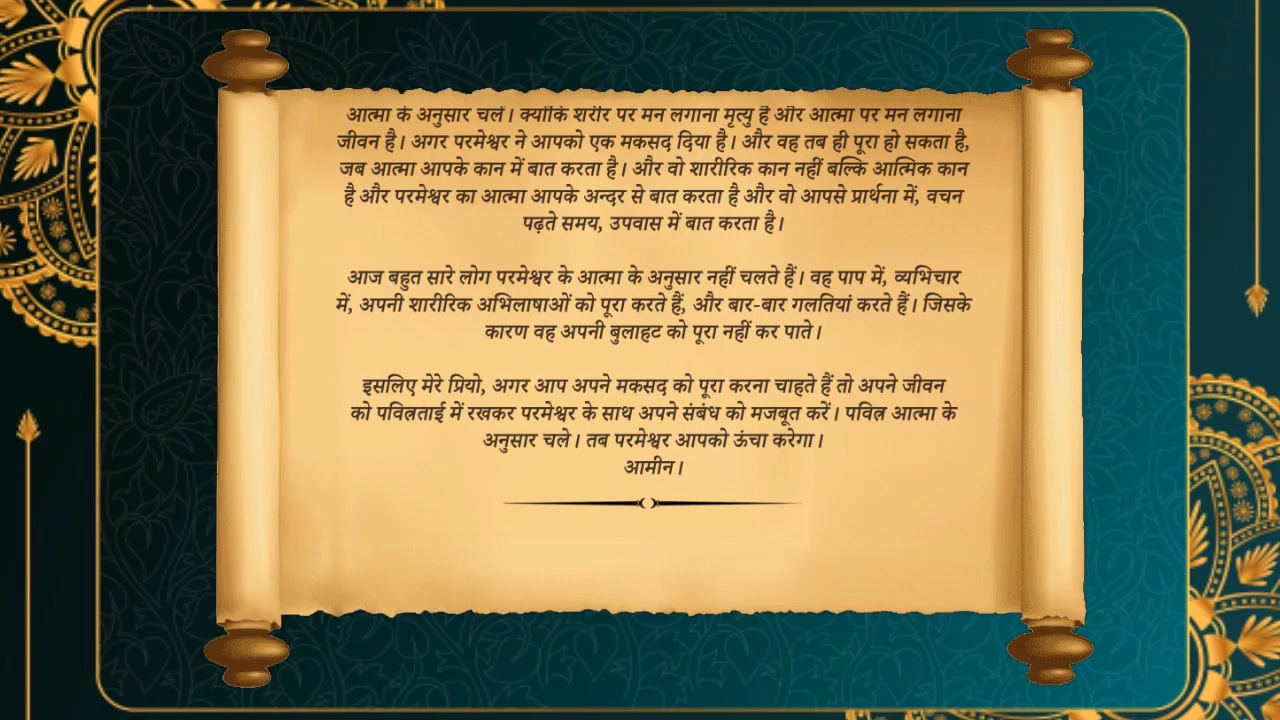 आत्मा के अनुसार चलें। क्योंकि शरीर पर मन लगाना मृत्यु है और आत्मा पर मन लगाना
जीवन है। अगर परमेश्वर ने आपको एक मकसद दिया है। और वह तब ही पूरा हो सकता है,
जब आत्मा आपके कान में बात करता है। और वो शारीरिक कान नहीं बल्कि आत्मिक कान
है और परमेश्वर का आत्मा आपके अन्दर से बात करता है और वो आपसे प्रार्थना में, वचन
पढ़ते समय, उपवास में बात करता है।
आज बहुत सारे लोग परमेश्वर के आत्मा के अनुसार नहीं चलते हैं। वह पाप में, व्यभिचार
में, अपनी शारीरिक अभिलाषाओं को पूरा करते हैं, और बार-बार गलतियां करते हैं। जिसके
कारण वह अपनी बुलाहट को पूरा नहीं कर पाते।
इसलिए मेरे प्रियो, अगर आप अपने मकसद को पूरा करना चाहते हैं तो अपने जीवन
को पवित्रताई में रखकर परमेश्वर के साथ अपने संबंध को मजबूत करें। पवित्र आत्मा के
अनुसार चले। तब परमेश्वर आपको ऊंचा करेगा।
आमीन।